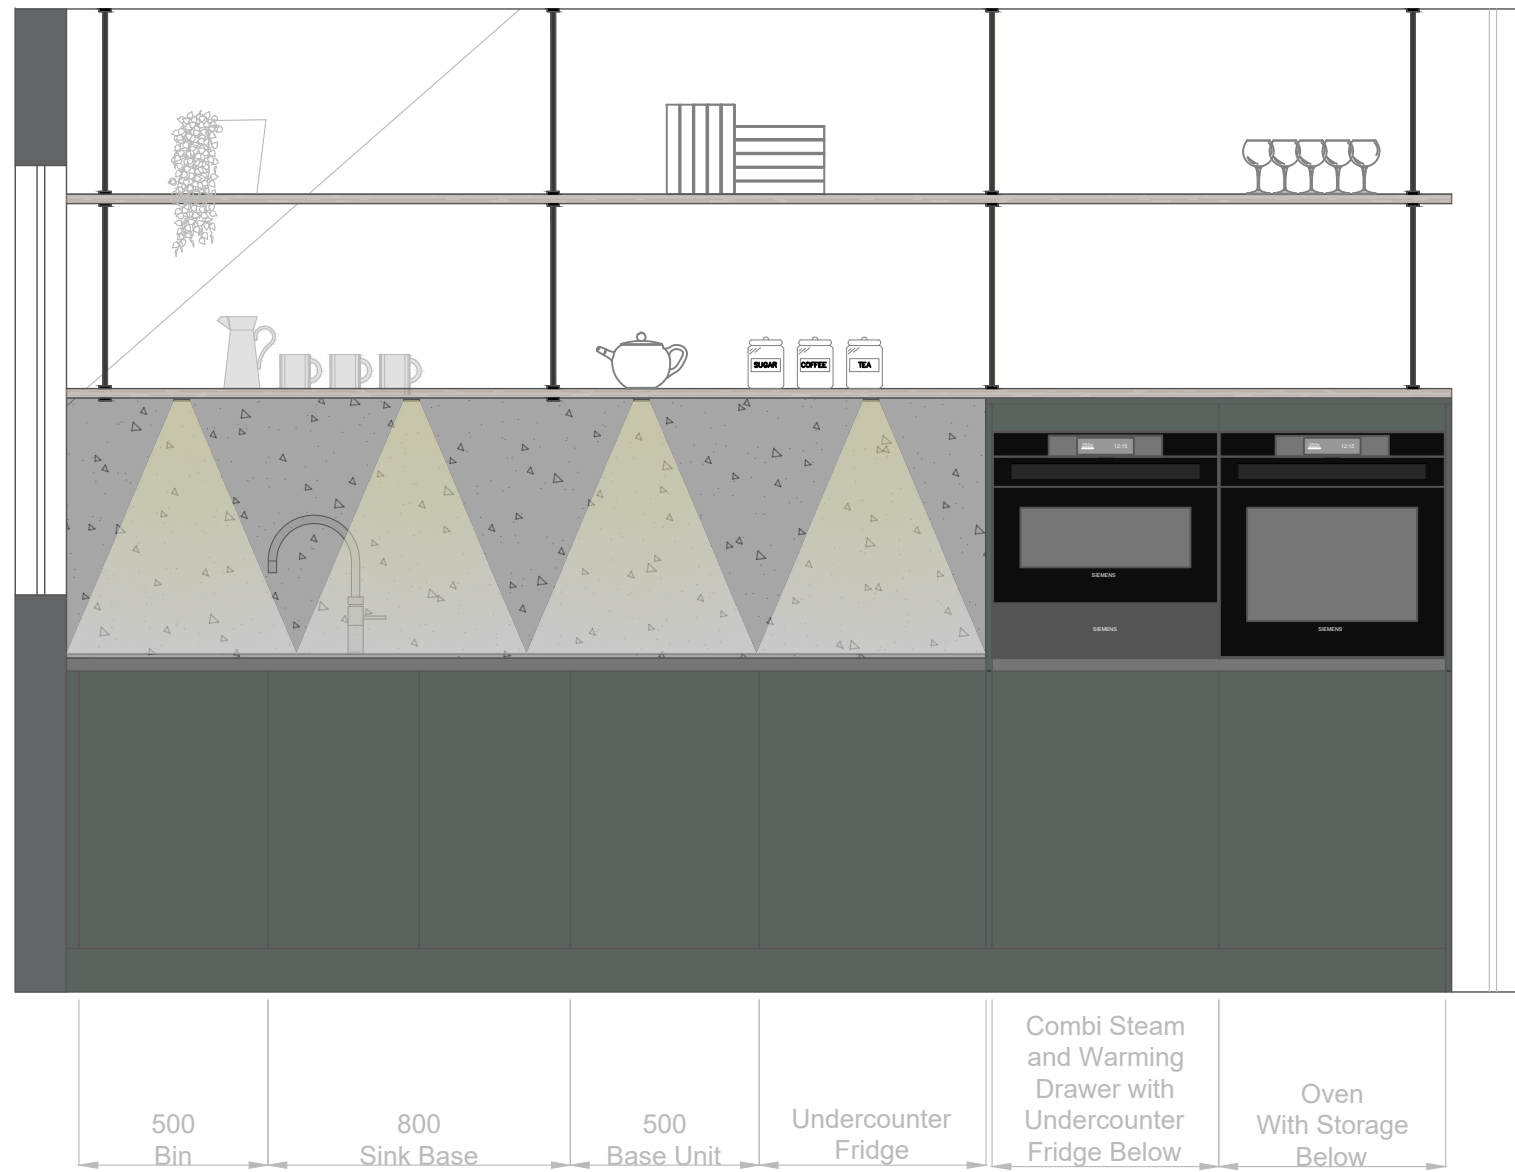 SUGAR
COFFEE
TEA
12:15
12:15
SIEMENS
SIEMENS
SIEMENS
500
Bin
800
Sink Base
500
Base Unit
Undercounter
Fridge
Combi Steam
and Warming
Drawer with
Undercounter
Fridge Below
Oven
With Storage
Below